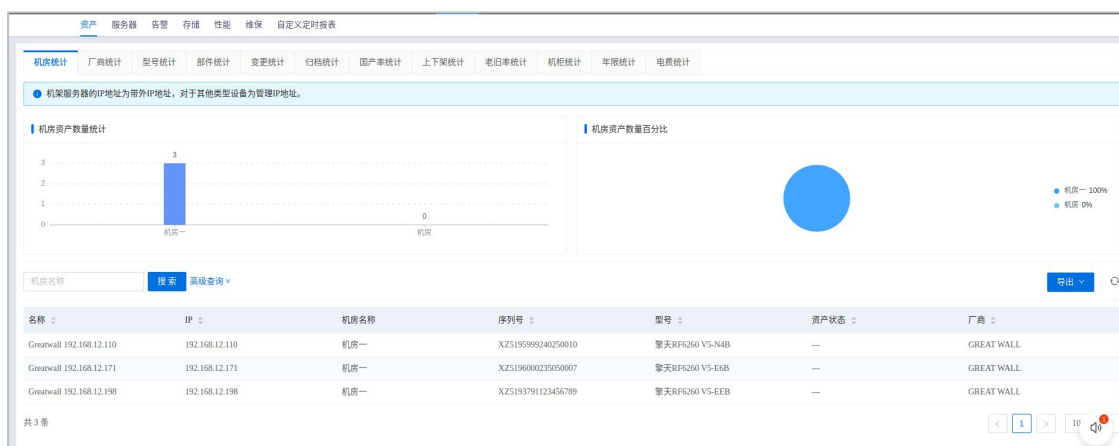 资产 服务器 告警 存储 性能 维保 自定义定时报表
机房统计 厂商统计 型号统计 部件统计 变更统计 归档统计 国产率统计 上下架统计 老旧率统计 机柜统计 年限统计 电费统计
机架服务器的IP地址为带外IP地址，对于其他类型设备为管理IP地址。
机房资产数量统计
3
3
2
1
0
0
机房一
机房
机房资产数量百分比
机房一 100%
机房 0%
机房名称 搜索 高级查询 导出
名称 IP 机房名称 序列号 型号 资产状态 厂商
Greatwall 192.168.12.110 192.168.12.110 机房一 XZ5195999240250010 擎天RF6260 V5-N4B --- GREAT WALL
Greatwall 192.168.12.171 192.168.12.171 机房一 XZ5196000235050007 擎天RF6260 V5-E6B --- GREAT WALL
Greatwall 192.168.12.198 192.168.12.198 机房一 XZ5193791123456789 擎天RF6260 V5-EEB --- GREAT WALL
共 3 条 < 1 > 10